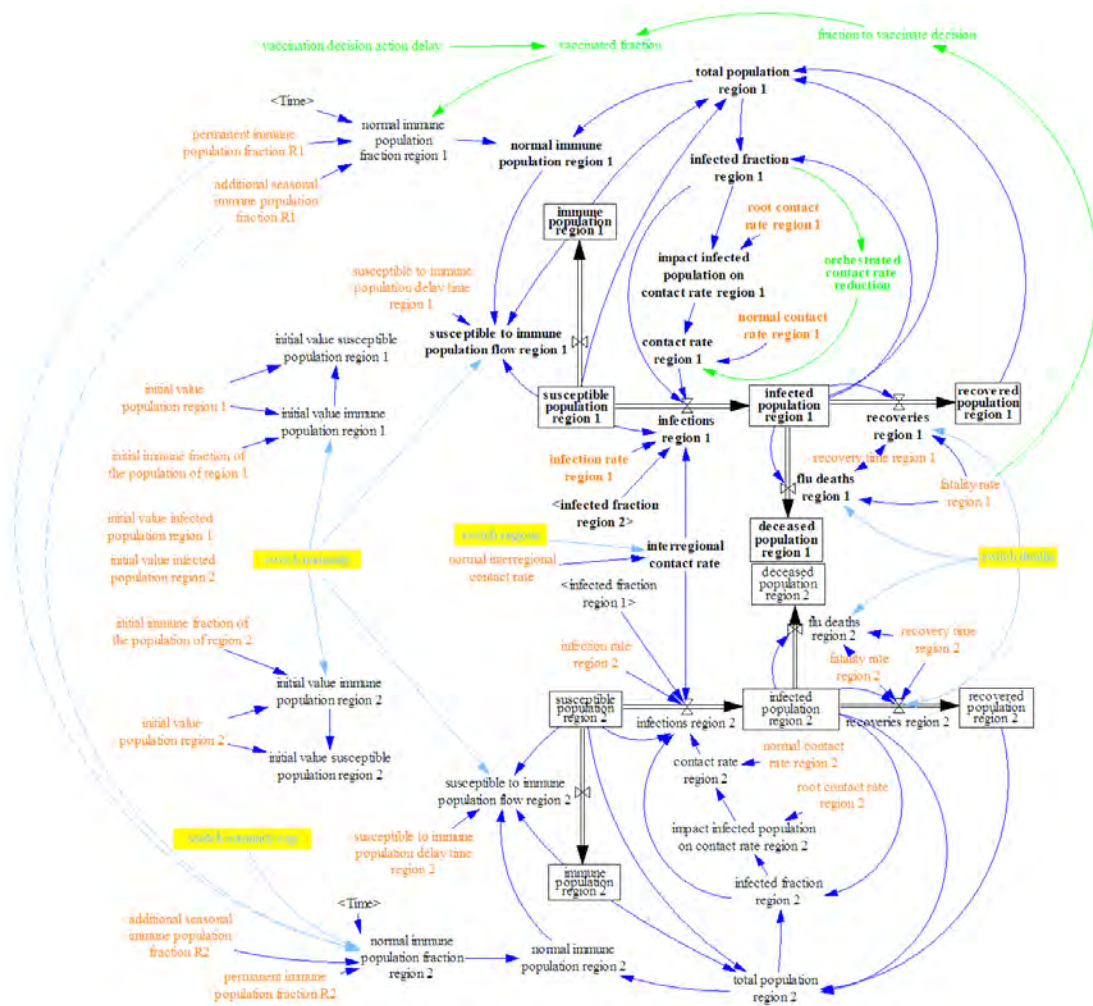 vaccination decision action delay
vaccinated fraction
fraction to vaccinate decision
total population
region 1
<Time>
permanent immune
population fraction R1
normal immune
population
fraction region 1
normal immune
population region 1
infected fraction
region 1
additional seasonal
immune population
fraction R1
immune
population
region 1
root contact
rate region 1
impact infected
population on
contact rate region 1
orchestrated
contact rate
reduction
susceptible to immune
population delay time
region 1
normal contact
rate region 1
susceptible to immune
population flow region 1
contact rate
region 1
initial value susceptible
population region 1
initial value
population region 1
initial value immune
population region 1
susceptible
population
region 1
infected
population
region 1
recovered
population
region 1
infections
region 1
recoveries
region 1
initial immune fraction of
the population of region 1
infection rate
region 1
recovery time region 1
flu deaths
region 1
fatality rate
region 1
<infected fraction
region 2>
initial value infected
population region 1
initial value infected
population region 2
deceased
population
region 1
switch regions
normal interregional
contact rate
interregional
contact rate
deceased
population
region 2
<infected fraction
region 1>
flu deaths
region 2
recovery time
region 2
initial immune fraction of
the population of region 2
infection rate
region 2
fatality rate
region 2
initial value immune
population region 2
susceptible
population
region 2
infected
population
region 2
recovered
population
region 2
infections region 2
recoveries region 2
initial value
population region 2
initial value susceptible
population region 2
contact rate
region 2
normal contact
rate region 2
susceptible to immune
population flow region 2
root contact rate
region 2
susceptible to immune
population delay time
region 2
impact infected population
on contact rate region 2
immune
population
region 2
infected fraction
region 2
<Time>
additional seasonal
immune population
fraction R2
normal immune
population fraction
region 2
normal immune
population region 2
permanent immune
population fraction R2
total population
region 2